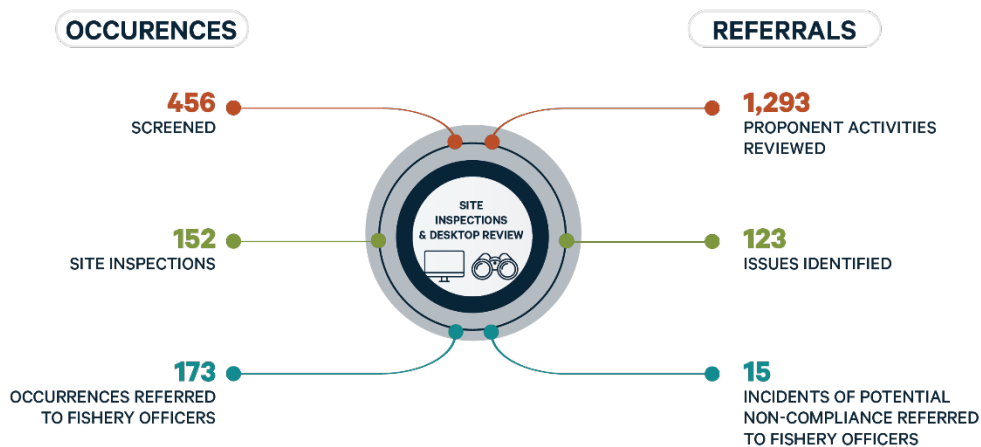 OCCURENCES
456
SCREENED
152
SITE INSPECTIONS
173
OCCURRENCES REFERRED
TO FISHERY OFFICERS
SITE
INSPECTIONS
& DESKTOP REVIEW
REFERRALS
1,293
PROPONENT ACTIVITIES
REVIEWED
123
ISSUES IDENTIFIED
15
INCIDENTS OF POTENTIAL
NON-COMPLIANCE REFERRED
TO FISHERY OFFICERS